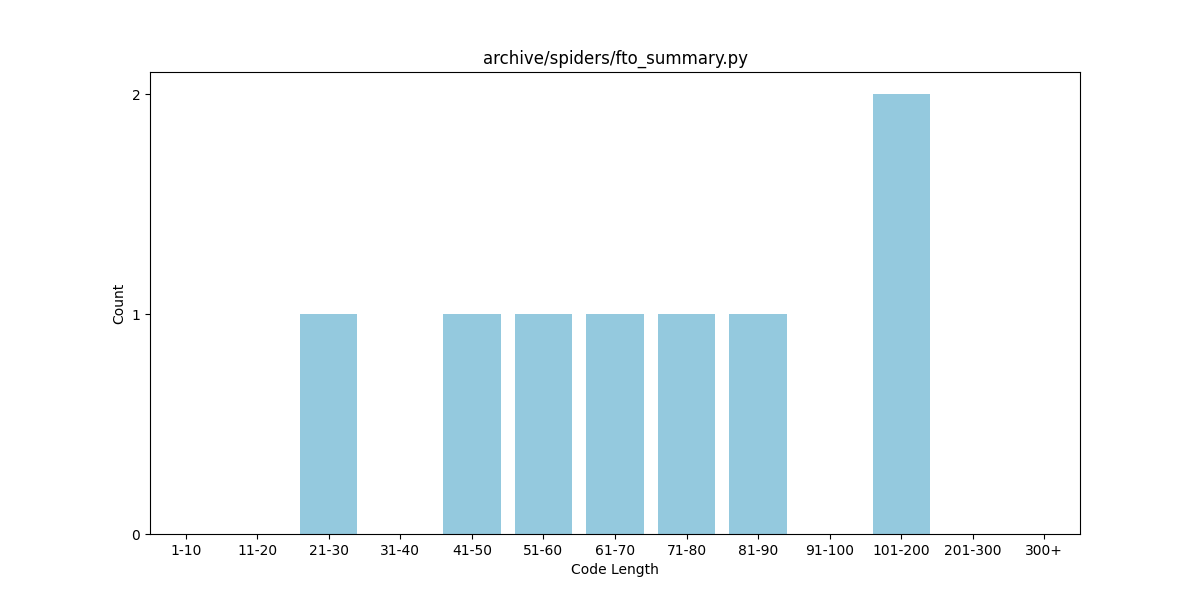 archive/spiders/fto_summary.py
Count
2
1
0
1-10 11-20 21-30 31-40 41-50 51-60 61-70 71-80 81-90 91-100 101-200 201-300 300+
Code Length